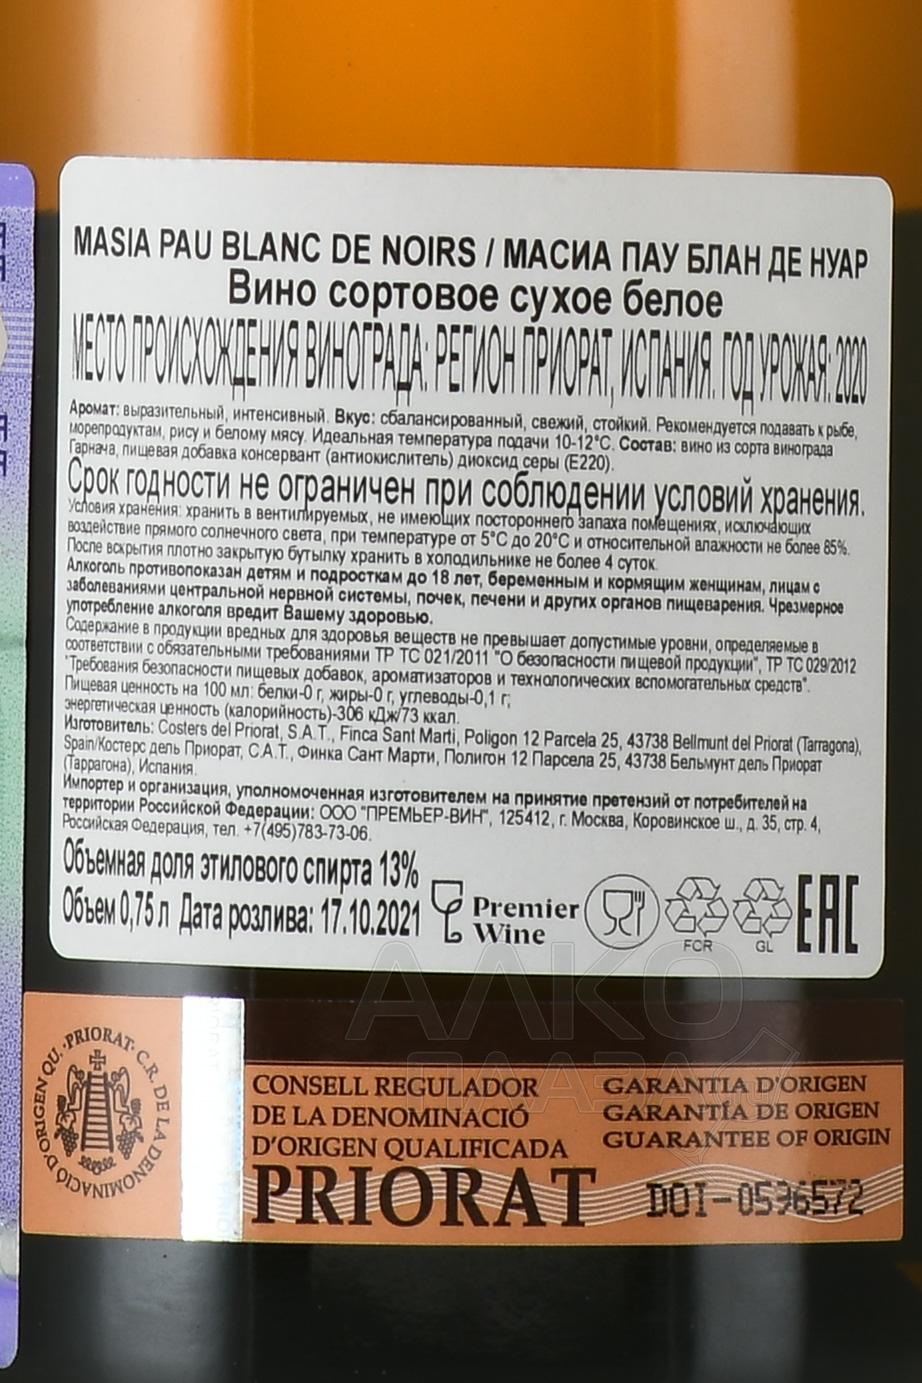 MASIA PAU BLANC DE NOIRS / МАСИА ПАУ БЛАН ДЕ НУАР
Вино сортовое сухое белое
МЕСТО ПРОИСХОЖДЕНИЯ ВИНОГРАДА: РЕГИОН ПРИОРАТ, ИСПАНИЯ. ГОД УРОЖАЯ: 2020
Аромат: выразительный, интенсивный. Вкус: сбалансированный, свежий, стойкий. Рекомендуется подавать к рыбе,
морепродуктам, рису и белому мясу. Идеальная температура подачи 10-12°С. Состав: вино из сорта винограда
Гарнача, пищевая добавка консервант (антиокислитель) диоксид серы (Е220).
Срок годности не ограничен при соблюдении условий хранения.
Условия хранения: хранить в вентилируемых, не имеющих постороннего запаха помещениях, исключающих
воздействие прямого солнечного света, при температуре от 5°С до 20°С и относительной влажности не более 85%.
После вскрытия плотно закрытую бутылку хранить в холодильнике не более 4 суток.
Алкоголь противопоказан детям и подросткам до 18 лет, беременным и кормящим женщинам, лицам с
заболеваниями центральной нервной системы, почек, печени и других органов пищеварения. Чрезмерное
употребление алкоголя вредит Вашему здоровью.
Содержание в продукции вредных для здоровья веществ не превышает допустимые уровни, определяемые в
соответствии с обязательными требованиями ТР ТС 021/2011 "О безопасности пищевой продукции", ТР ТС 029/2012
"Требования безопасности пищевых добавок, ароматизаторов и технологических вспомогательных средств".
Пищевая ценность на 100 мл: белки-0 г, жиры-0 г, углеводы-0,1 г;
энергетическая ценность (калорийность)-306 кДж/73 ккал.
Изготовитель: Costers del Priorat, S.A.T., Finca Sant Marti, Poligon 12 Parcela 25, 43738 Bellmunt del Priorat (Tarragona),
Spain/Костерс дель Приорат, С.А.Т., Финка Сант Марти, Полигон 12 Парсела 25, 43738 Бельмунт дель Приорат
(Таррагона), Испания.
Импортер и организация, уполномоченная изготовителем на принятие претензий от потребителей на
территории Российской Федерации: ООО "ПРЕМЬЕР-ВИН", 125412, г. Москва, Коровинское ш., д. 35, стр. 4,
Российская Федерация, тел. +7(495)783-73-06.
Объемная доля этилового спирта 13%
Объем 0,75 л Дата розлива: 17.10.2021
Premier
Wine
FCR
GL
EAC
АЛКО
ПЛАЗА
DENOMINACIÓ D'ORIGEN QU. · PRIORAT · C.R. DE LA
CONSELL REGULADOR
DE LA DENOMINACIÓ
D'ORIGEN QUALIFICADA
PRIORAT
GARANTIA D'ORIGEN
GARANTÍA DE ORIGEN
GUARANTEE OF ORIGIN
DOI-0596572